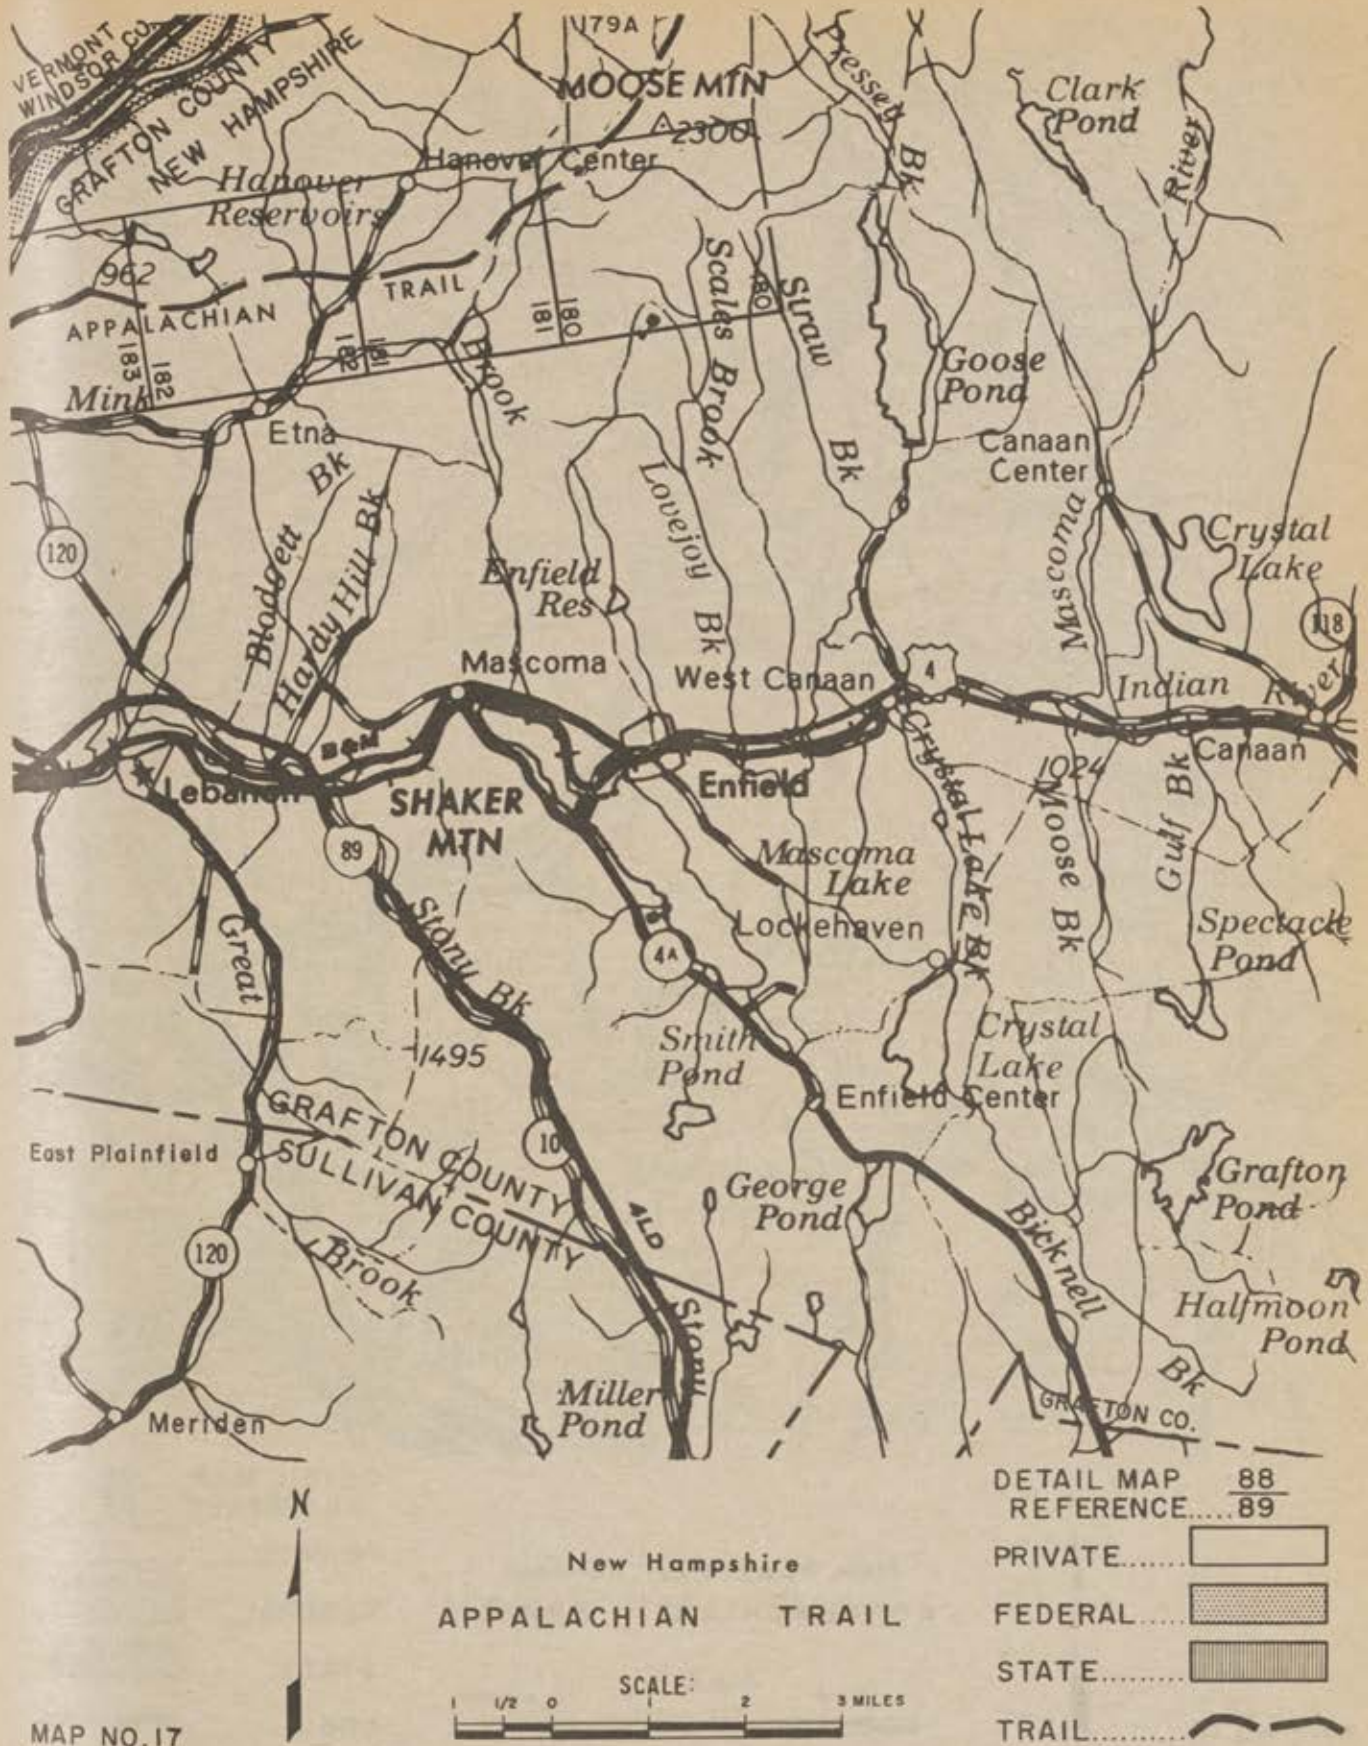 VERMONT
WINDSOR CO.
GRAFTON COUNTY
NEW HAMPSHIRE
179A
MOOSE MTN
2300
Pressey
Bk
Clark
Pond
River
Hanover Center
Hanover
Reservoirs
962
APPALACHIAN
TRAIL
183
182
182
181
181
180
180
Scales
Brook
Straw
Bk
Goose
Pond
Mink
Brook
Etna
Canaan
Center
Crystal
Lake
Mascoma
120
Blodgett
Bk
Hardy Hill Bk
Enfield
Res
Lovejoy
Bk
118
Mascoma
West Canaan
4
Indian
River
B & M
Lebanon
SHAKER
MTN
Enfield
1024
Canaan
89
Mascoma
Lake
Crystal Lake Bk
Moose
Bk
Gulf Bk
Great
Stony Bk
Lockehaven
Spectacle
Pond
4A
1495
Smith
Pond
Crystal
Lake
Enfield Center
GRAFTON COUNTY
SULLIVAN COUNTY
East Plainfield
10
George
Pond
Grafton
Pond
4LD
120
Brook
Bicknell
Bk
Stony
Halfmoon
Pond
Miller
Pond
Meriden
GRAFTON CO.
N
New Hampshire
APPALACHIAN TRAIL
SCALE:
1 1/2 0 1 2 3 MILES
MAP NO. 17
DETAIL MAP 88
REFERENCE..... 89
PRIVATE.......
FEDERAL.....
STATE.........
TRAIL.........